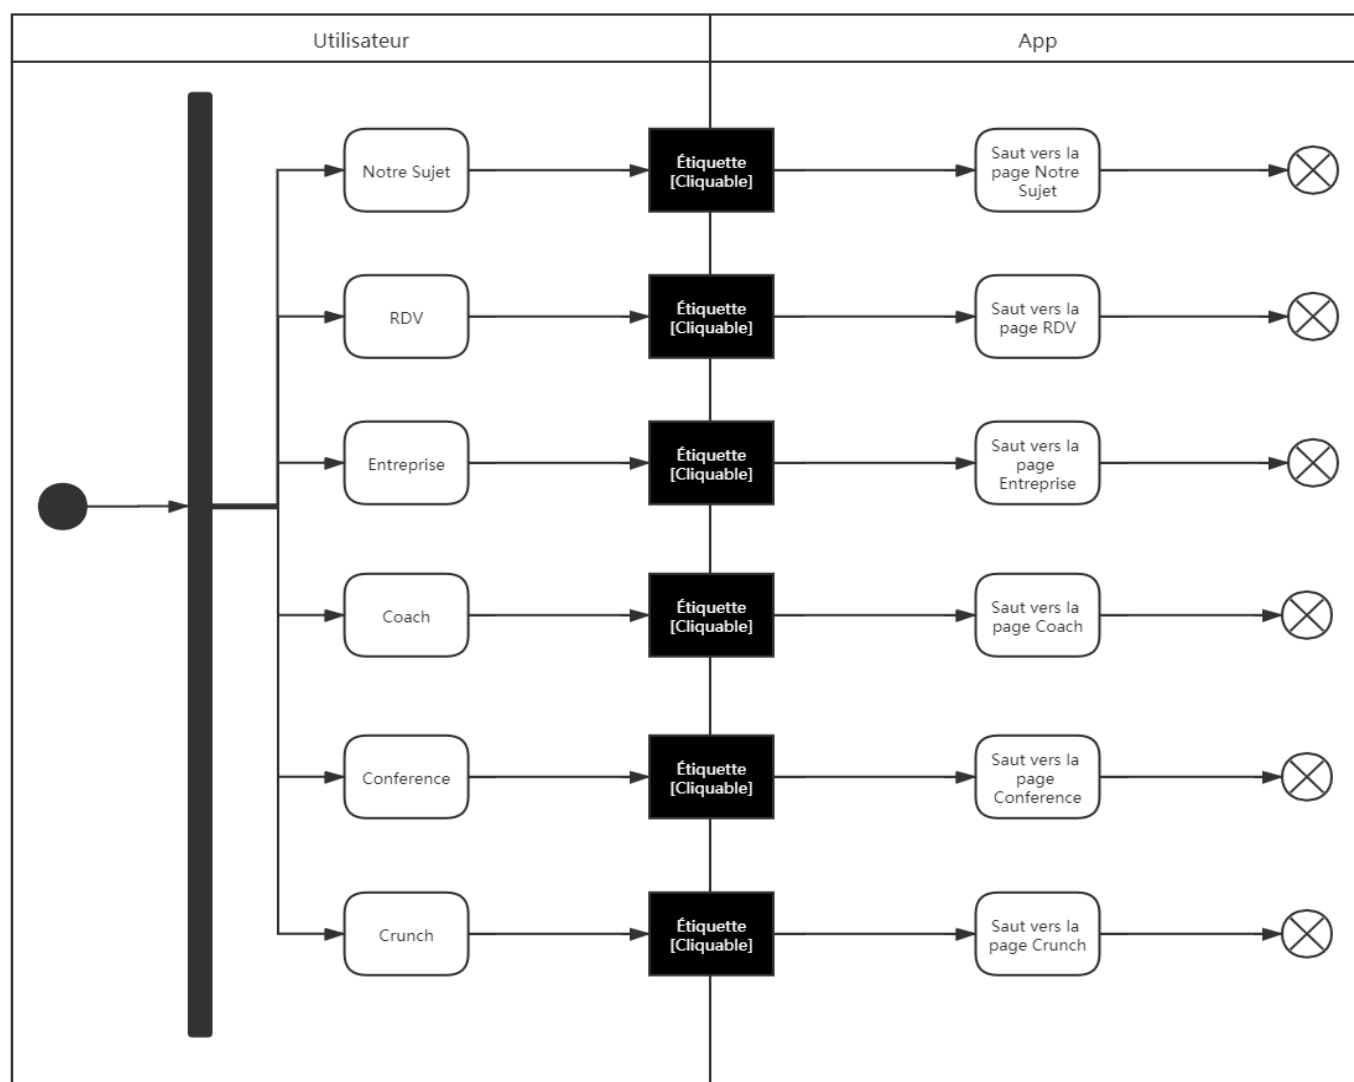 Utilisateur
App
Notre Sujet
Étiquette
[Cliquable]
Saut vers la
page Notre
Sujet
RDV
Étiquette
[Cliquable]
Saut vers la
page RDV
Entreprise
Étiquette
[Cliquable]
Saut vers la
page
Entreprise
Coach
Étiquette
[Cliquable]
Saut vers la
page Coach
Conference
Étiquette
[Cliquable]
Saut vers la
page
Conference
Crunch
Étiquette
[Cliquable]
Saut vers la
page Crunch